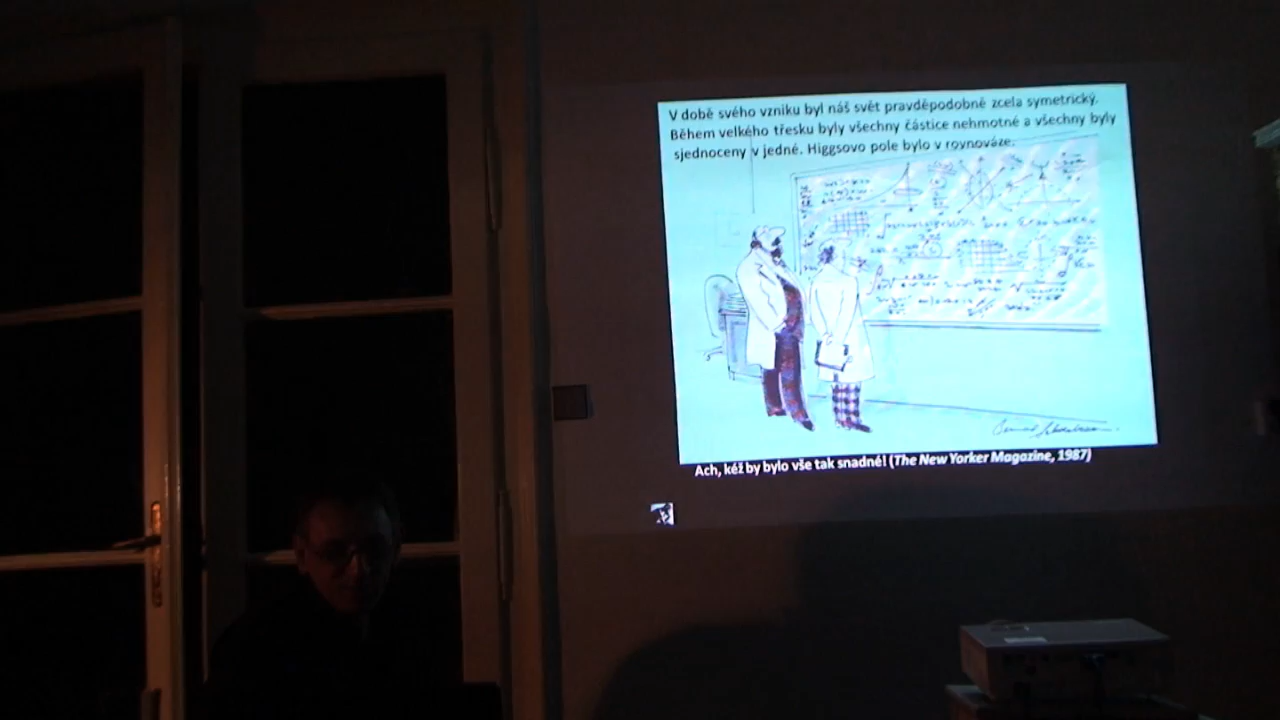 V době svého vzniku byl náš svět pravděpodobně zcela symetrický.
Během velkého třesku byly všechny částice nehmotné a všechny byly
sjednoceny v jedné. Higgsovo pole bylo v rovnováze.
Ach, kéž by bylo vše tak snadné! (The New Yorker Magazine, 1987)